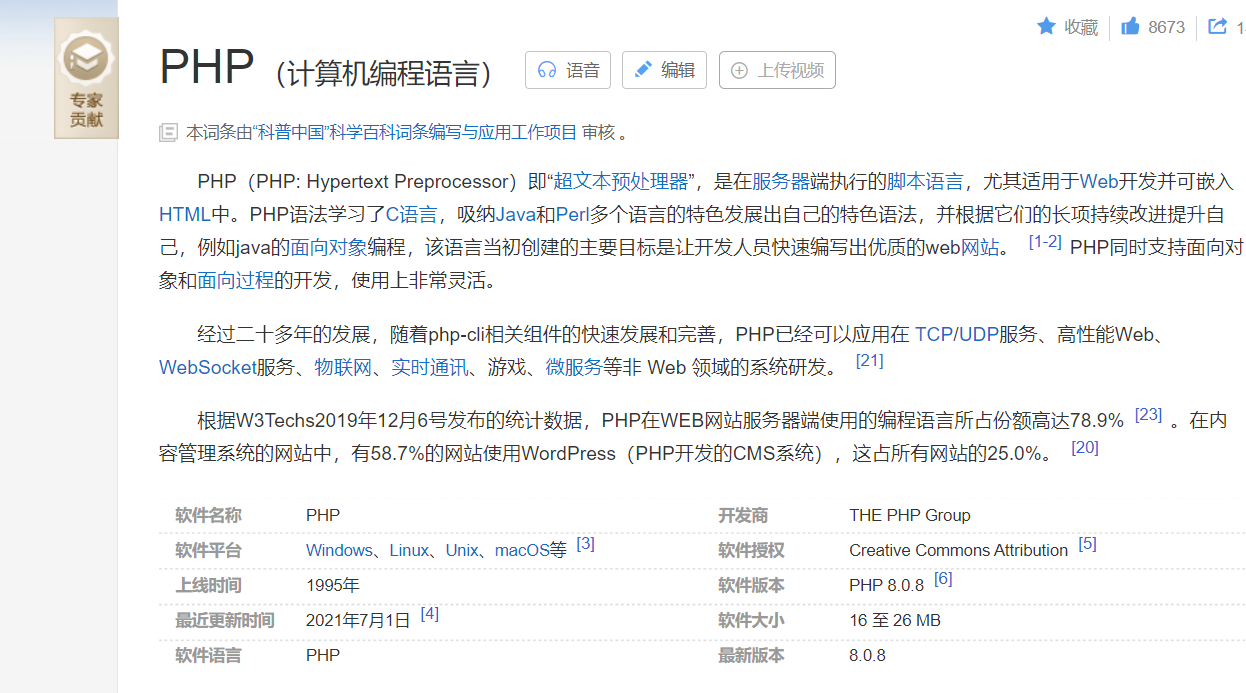 收藏 8673 1
专家
贡献
PHP（计算机编程语言） 语音 编辑 上传视频
本词条由“科普中国”科学百科词条编写与应用工作项目 审核 。
PHP（PHP: Hypertext Preprocessor）即“超文本预处理器”，是在服务器端执行的脚本语言，尤其适用于Web开发并可嵌入
HTML中。PHP语法学习了C语言，吸纳Java和Perl多个语言的特色发展出自己的特色语法，并根据它们的长项持续改进提升自
己，例如java的面向对象编程，该语言当初创建的主要目标是让开发人员快速编写出优质的web网站。 [1-2] PHP同时支持面向对
象和面向过程的开发，使用上非常灵活。
经过二十多年的发展，随着php-cli相关组件的快速发展和完善，PHP已经可以应用在 TCP/UDP服务、高性能Web、
WebSocket服务、物联网、实时通讯、游戏、微服务等非 Web 领域的系统研发。 [21]
根据W3Techs2019年12月6号发布的统计数据，PHP在WEB网站服务器端使用的编程语言所占份额高达78.9% [23] 。在内
容管理系统的网站中，有58.7%的网站使用WordPress（PHP开发的CMS系统），这占所有网站的25.0%。 [20]
软件名称 PHP 开发商 THE PHP Group
软件平台 Windows、Linux、Unix、macOS等 [3] 软件授权 Creative Commons Attribution [5]
上线时间 1995年 软件版本 PHP 8.0.8 [6]
最近更新时间 2021年7月1日 [4] 软件大小 16 至 26 MB
软件语言 PHP 最新版本 8.0.8